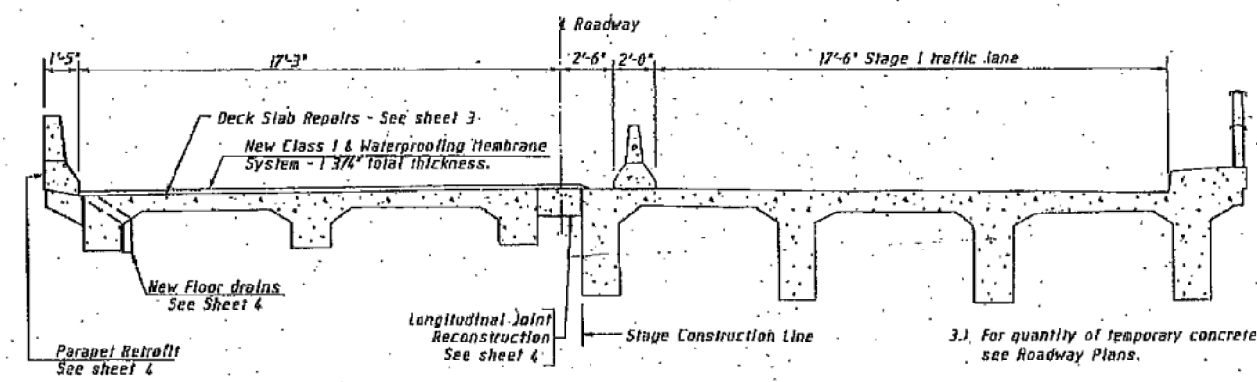 ℄ Roadway
1'-5"
17'-3"
2'-6"
2'-0"
17'-6" Stage 1 traffic lane
Deck Slab Repairs - See sheet 3
New Class I & Waterproofing Membrane
System - 1 3/4" total thickness.
New Floor drains
See Sheet 4
Longitudinal Joint
Reconstruction
See sheet 4
Stage Construction Line
3.) For quantity of temporary concrete
see Roadway Plans.
Parapet Retrofit
See sheet 4